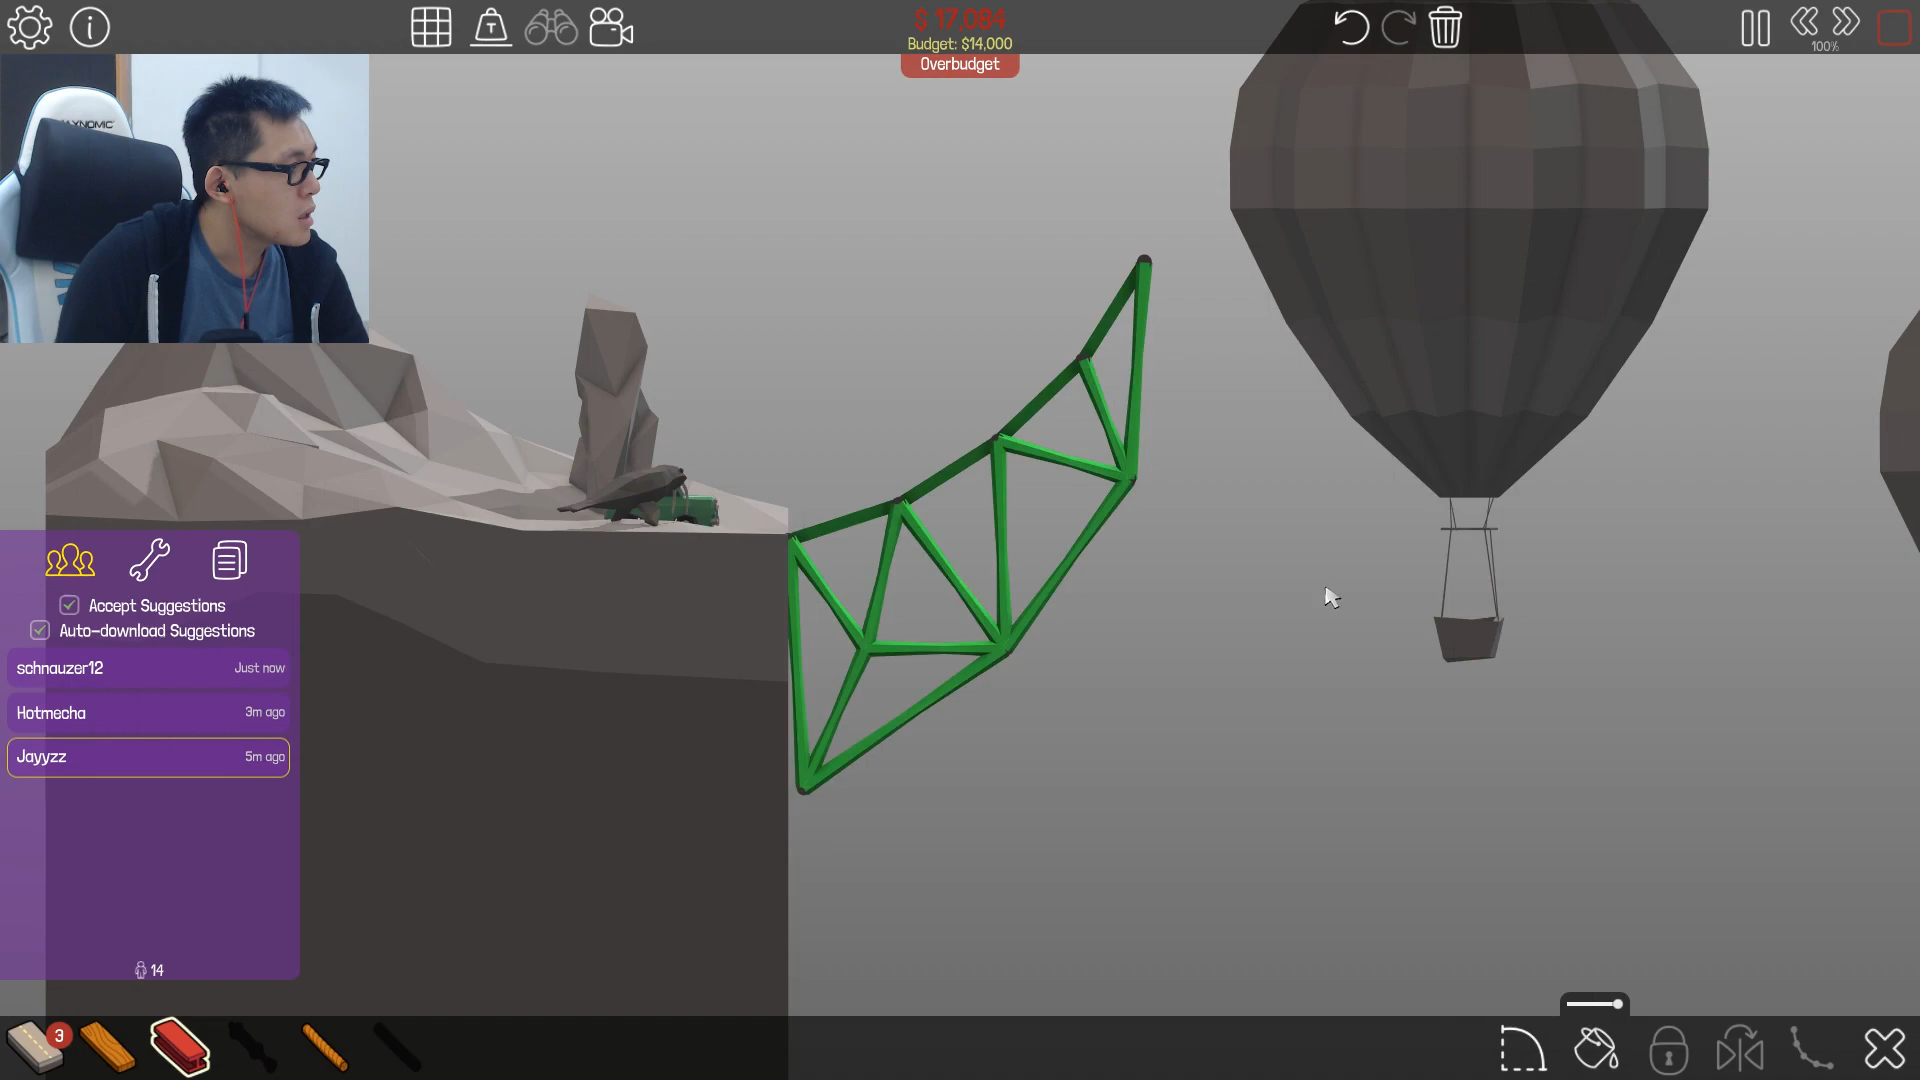 $ 17,084
Budget: $14,000
Overbudget
100%
Accept Suggestions
Auto-download Suggestions
schnauzer12 Just now
Hotmecha 3m ago
Jayyzz 5m ago
14
3
T